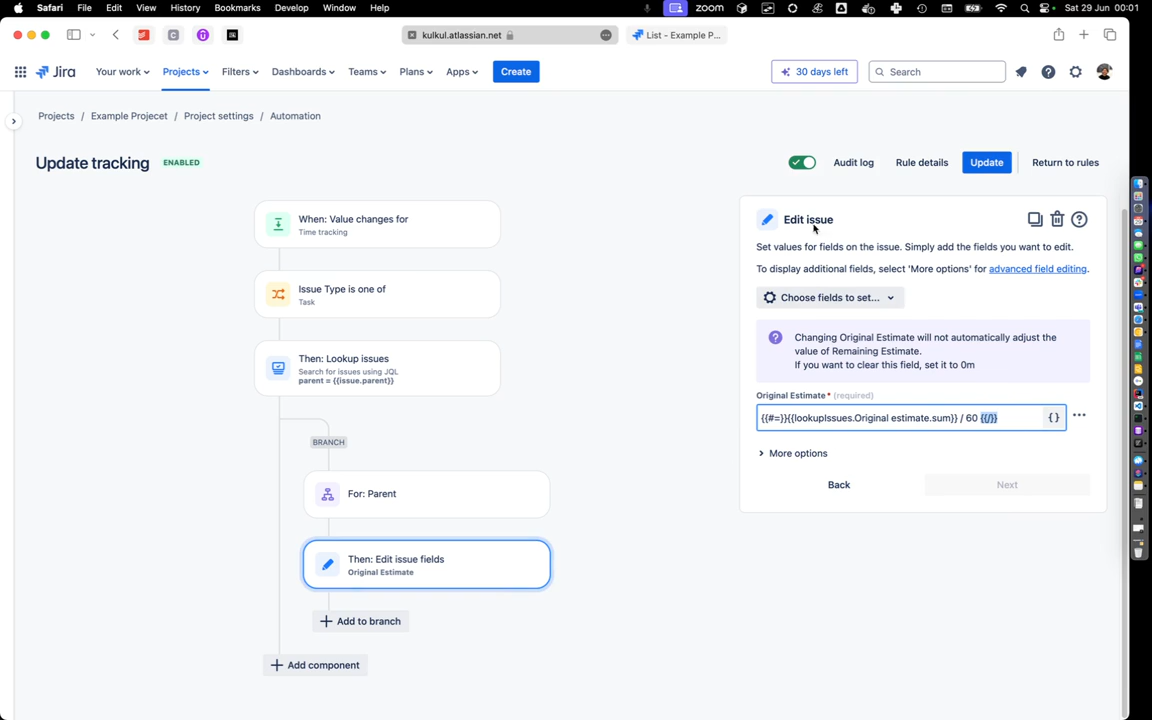 Safari File Edit View History Bookmarks Develop Window Help zoom Sat 29 Jun 00:01
kulkul.atlassian.net List - Example P...
Jira Your work Projects Filters Dashboards Teams Plans Apps Create 30 days left Search
Projects / Example Projecet / Project settings / Automation
Update tracking ENABLED Audit log Rule details Update Return to rules
When: Value changes for
Time tracking
Issue Type is one of
Task
Then: Lookup issues
Search for issues using JQL
parent = {{issue.parent}}
BRANCH
For: Parent
Then: Edit issue fields
Original Estimate
Add to branch
Add component
Edit issue
Set values for fields on the issue. Simply add the fields you want to edit.
To display additional fields, select 'More options' for advanced field editing.
Choose fields to set...
Changing Original Estimate will not automatically adjust the
value of Remaining Estimate.
If you want to clear this field, set it to 0m
Original Estimate* (required)
{{#=}}{{lookupIssues.Original estimate.sum}} / 60 {{/}} {}
More options
Back Next